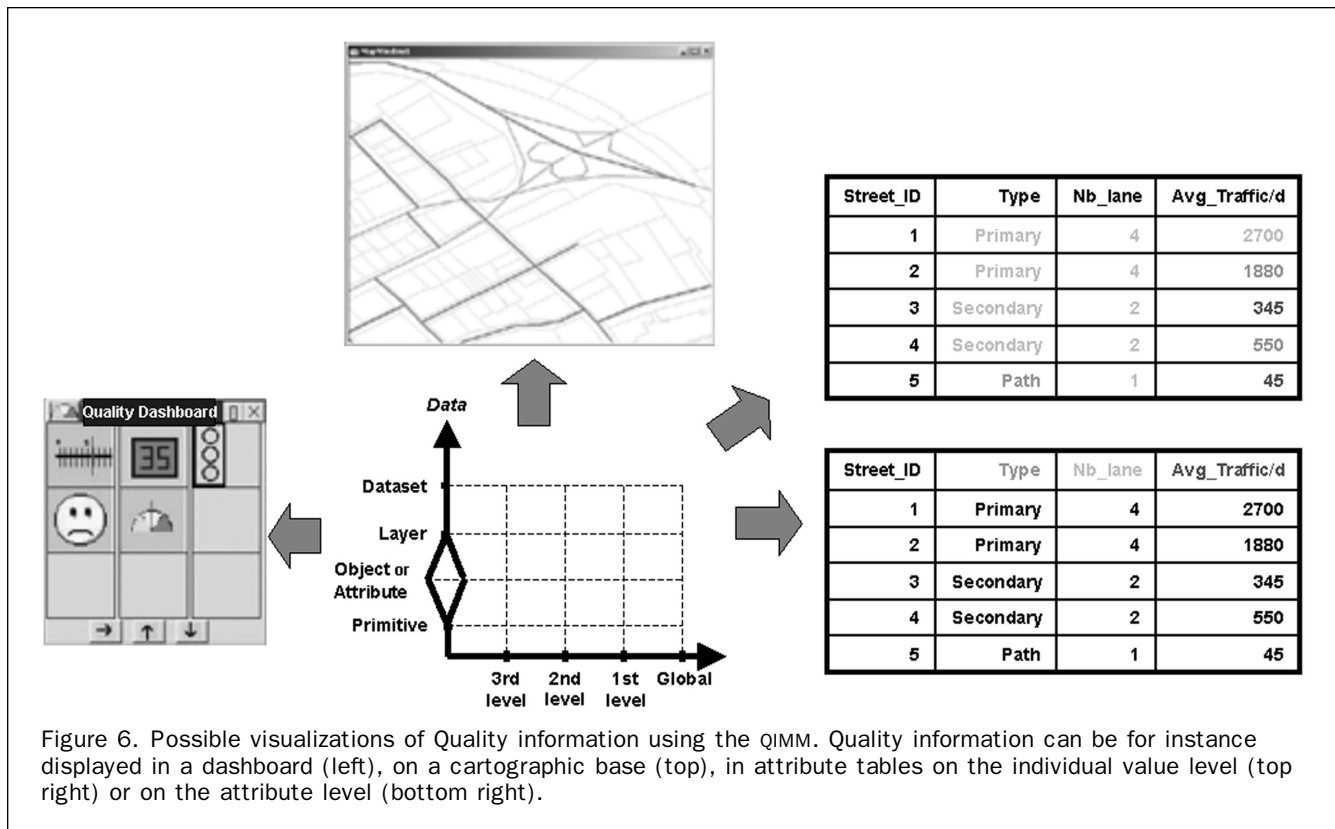 MapWindow1
Street_ID Type Nb_lane Avg_Traffic/d
1 Primary 4 2700
2 Primary 4 1880
3 Secondary 2 345
4 Secondary 2 550
5 Path 1 45
Quality Dashboard
35
Data
Dataset
Layer
Object or
Attribute
Primitive
3rd
level
2nd
level
1st
level
Global
Street_ID Type Nb_lane Avg_Traffic/d
1 Primary 4 2700
2 Primary 4 1880
3 Secondary 2 345
4 Secondary 2 550
5 Path 1 45
Figure 6. Possible visualizations of Quality information using the QIMM. Quality information can be for instance
displayed in a dashboard (left), on a cartographic base (top), in attribute tables on the individual value level (top
right) or on the attribute level (bottom right).